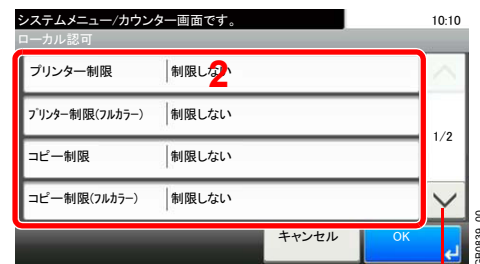 システムメニュー/カウンター画面です。 10:10
ローカル認可
プリンター制限 制限しない
2
プリンター制限(フルカラー) 制限しない
1/2
コピー制限 制限しない
コピー制限(フルカラー) 制限しない
キャンセル OK
GB0839_00